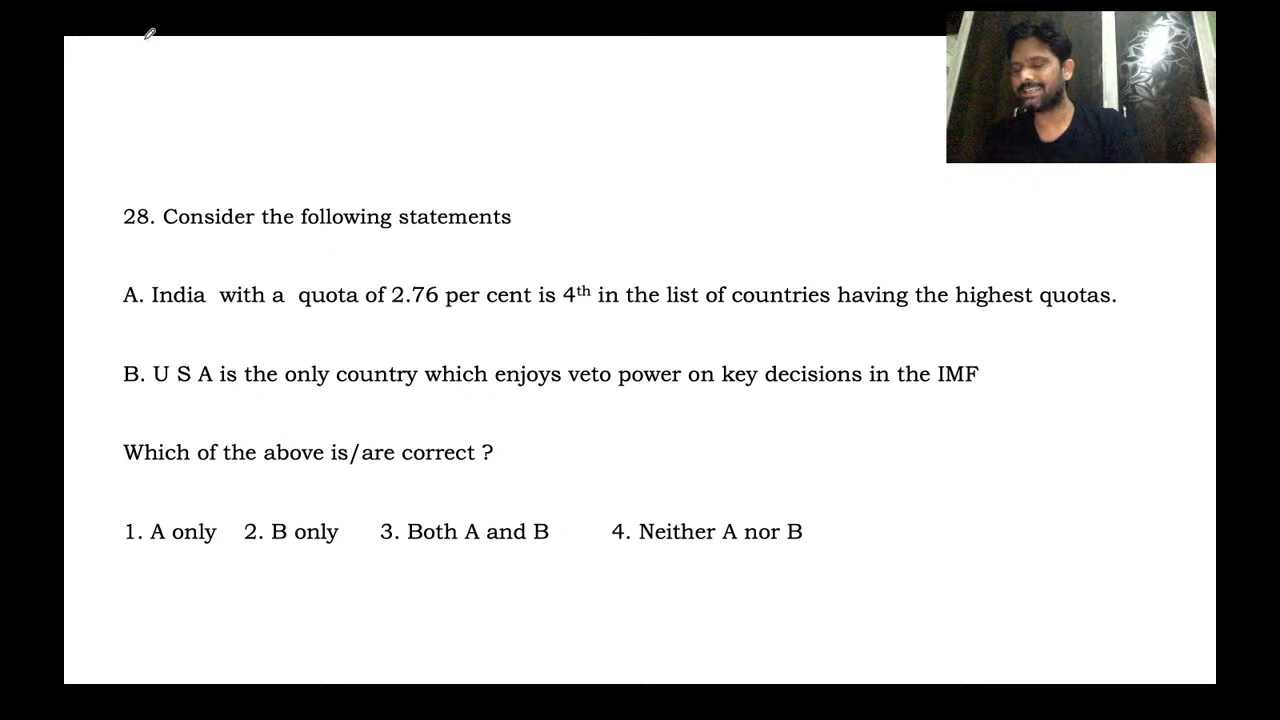 28. Consider the following statements
A. India with a quota of 2.76 per cent is 4th in the list of countries having the highest quotas.
B. U S A is the only country which enjoys veto power on key decisions in the IMF
Which of the above is/are correct ?
1. A only 2. B only 3. Both A and B 4. Neither A nor B